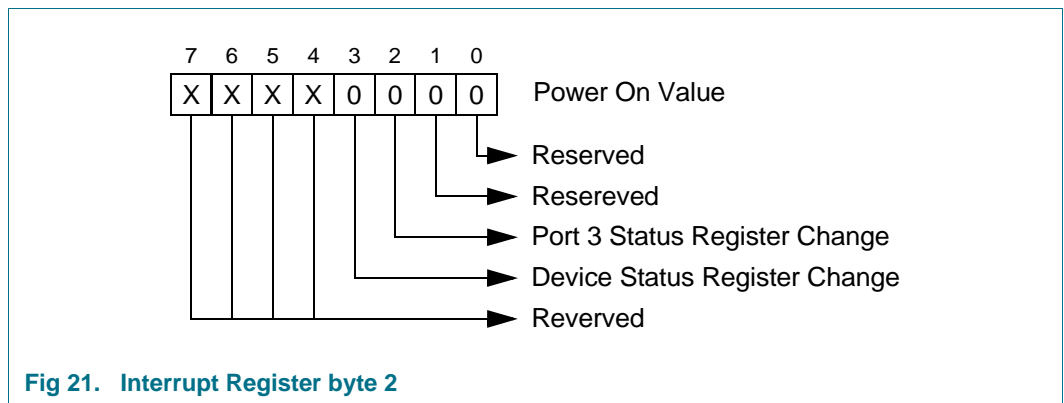 7 6 5 4 3 2 1 0
X X X X 0 0 0 0 Power On Value
Reserved
Resereved
Port 3 Status Register Change
Device Status Register Change
Reverved
Fig 21. Interrupt Register byte 2